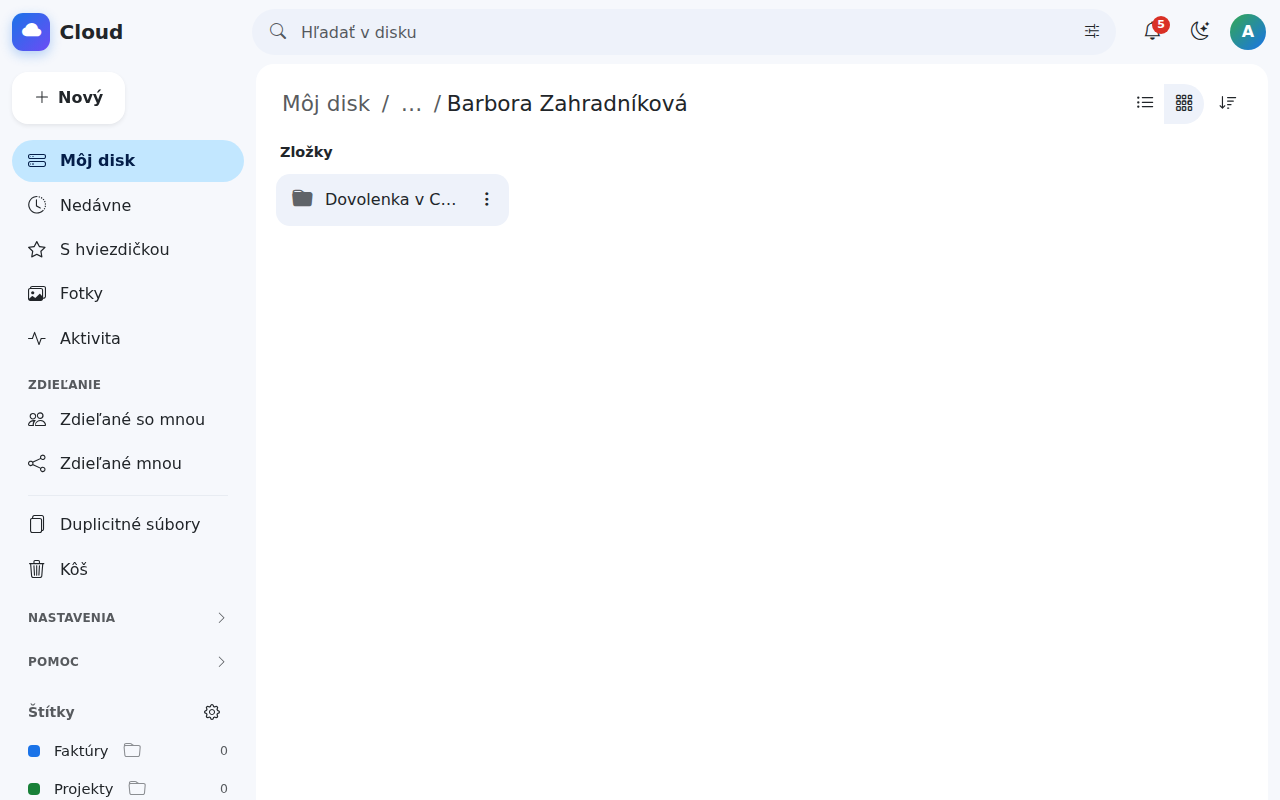 Cloud
Hľadať v disku
5
A
Nový
Môj disk / … / Barbora Zahradníková
Môj disk
Nedávne
S hviezdičkou
Fotky
Aktivita
ZDIEĽANIE
Zdieľané so mnou
Zdieľané mnou
Duplicitné súbory
Kôš
NASTAVENIA
POMOC
Štítky
Faktúry 0
Projekty 0
Zložky
Dovolenka v C…